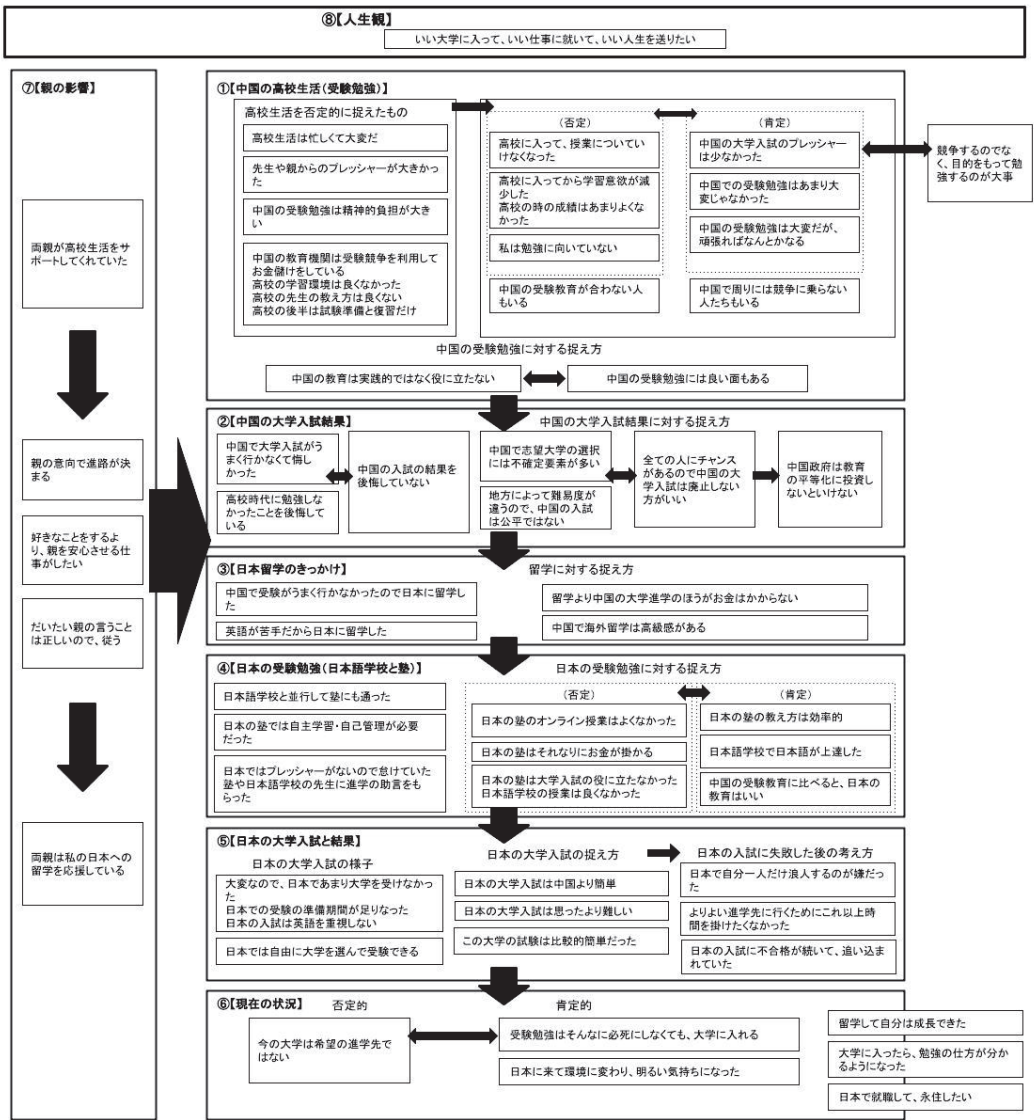 ⑧【人生観】
いい大学に入って、いい仕事に就いて、いい人生を送りたい
⑦【親の影響】
両親が高校生活をサ
ポートしてくれていた
親の意向で進路が決
まる
好きなことをするよ
り、親を安心させる仕
事がしたい
だいたい親の言うこと
は正しいので、従う
両親は私の日本への
留学を応援している
①【中国の高校生活(受験勉強)】
高校生活を否定的に捉えたもの
高校生活は忙しくて大変だ
先生や親からのプレッシャーが大きかっ
た
中国の受験勉強は精神的負担が大き
い
中国の教育機関は受験競争を利用して
お金儲けをしている
高校の学習環境は良くなかった
高校の先生の教え方は良くない
高校の後半は試験準備と復習だけ
(否定)
高校に入って、授業についてい
けなくなった
高校に入ってから学習意欲が減
少した
高校の時の成績はあまりよくな
かった
私は勉強に向いていない
中国の受験教育が合わない人
もいる
(肯定)
中国の大学入試のプレッシャー
は少なかった
中国での受験勉強はあまり大
変じゃなかった
中国の受験勉強は大変だが、
頑張ればなんとかなる
中国で周りには競争に乗らない
人たちもいる
競争するのでな
く、目的をもって勉
強するのが大事
中国の受験勉強に対する捉え方
中国の教育は実践的ではなく役に立たない
中国の受験勉強には良い面もある
②【中国の大学入試結果】
中国の大学入試結果に対する捉え方
中国で大学入試がう
まく行かなくて悔し
かった
高校時代に勉強しな
かったことを後悔し
ている
中国の入試の結果を
後悔していない
中国で志望大学の選択
には不確定要素が多い
地方によって難易度が
違うので、中国の入試
は公平ではない
全ての人にチャンス
があるので中国の大
学入試は廃止しない
方がいい
中国政府は教育
の平等化に投資
しないといけない
③【日本留学のきっかけ】
留学に対する捉え方
中国で受験がうまく行かなかったので日本に留学し
た
英語が苦手だから日本に留学した
留学より中国の大学進学のほうがお金はかからない
中国で海外留学は高級感がある
④【日本の受験勉強(日本語学校と塾)】
日本の受験勉強に対する捉え方
日本語学校と並行して塾にも通った
日本の塾では自主学習・自己管理が必要
だった
日本ではプレッシャーがないので怠けていた
塾や日本語学校の先生に進学の助言をも
らった
(否定)
日本の塾のオンライン授業はよくなかった
日本の塾はそれなりにお金が掛かる
日本の塾は大学入試の役に立たなかった
日本語学校の授業は良くなかった
(肯定)
日本の塾の教え方は効率的
日本語学校で日本語が上達した
中国の受験教育に比べると、日本の
教育はいい
⑤【日本の大学入試と結果】
日本の大学入試の様子
大変なので、日本であまり大学を受けなかっ
た
日本での受験の準備期間が足りなった
日本の入試は英語を重視しない
日本では自由に大学を選んで受験できる
日本の大学入試の捉え方
日本の大学入試は中国より簡単
日本の大学入試は思ったより難しい
この大学の試験は比較的簡単だった
日本の入試に失敗した後の考え方
日本で自分一人だけ浪人するのが嫌だっ
た
よりよい進学先に行くためにこれ以上時
間を掛けたくなかった
日本の入試に不合格が続いて、追い込ま
れていた
⑥【現在の状況】
否定的
肯定的
今の大学は希望の進学先で
はない
受験勉強はそんなに必死にしなくても、大学に入れる
日本に来て環境に変わり、明るい気持ちになった
留学して自分は成長できた
大学に入ったら、勉強の仕方が分か
るようになった
日本で就職して、永住したい